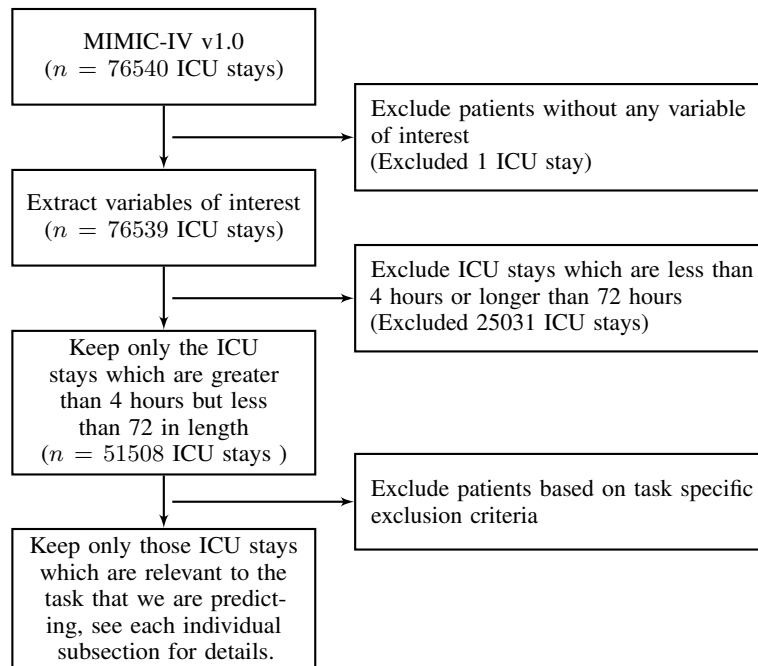 MIMIC-IV v1.0
(n = 76540 ICU stays)
Exclude patients without any variable
of interest
(Excluded 1 ICU stay)
Extract variables of interest
(n = 76539 ICU stays)
Exclude ICU stays which are less than
4 hours or longer than 72 hours
(Excluded 25031 ICU stays)
Keep only the ICU
stays which are greater
than 4 hours but less
than 72 in length
(n = 51508 ICU stays )
Exclude patients based on task specific
exclusion criteria
Keep only those ICU stays
which are relevant to the
task that we are predict-
ing, see each individual
subsection for details.